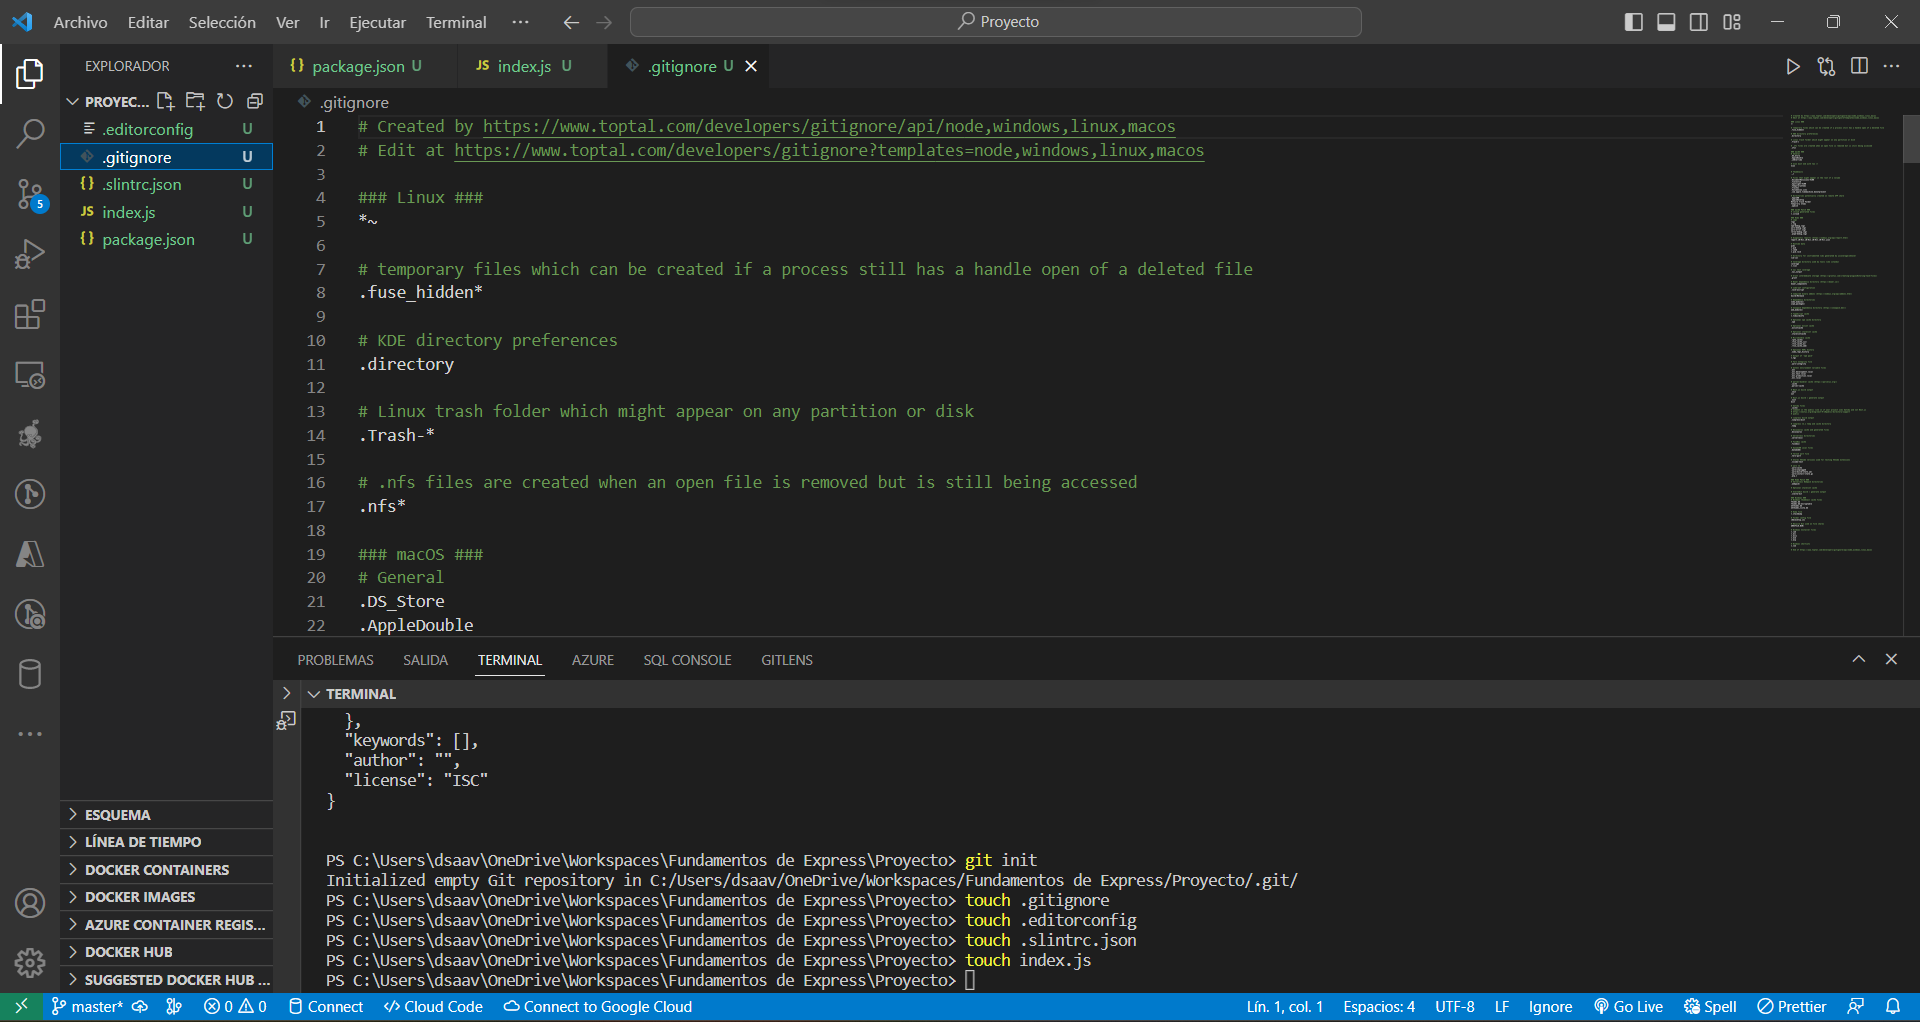 Archivo Editar Selección Ver Ir Ejecutar Terminal ··· Proyecto
EXPLORADOR ···
PROYEC...
.editorconfig U
.gitignore U
.slintrc.json U
index.js U
package.json U
5
ESQUEMA
LÍNEA DE TIEMPO
DOCKER CONTAINERS
DOCKER IMAGES
AZURE CONTAINER REGIS...
DOCKER HUB
SUGGESTED DOCKER HUB ...
{} package.json U JS index.js U .gitignore U
.gitignore
1 # Created by https://www.toptal.com/developers/gitignore/api/node,windows,linux,macos
2 # Edit at https://www.toptal.com/developers/gitignore?templates=node,windows,linux,macos
3
4 ### Linux ###
5 *~
6
7 # temporary files which can be created if a process still has a handle open of a deleted file
8 .fuse_hidden*
9
10 # KDE directory preferences
11 .directory
12
13 # Linux trash folder which might appear on any partition or disk
14 .Trash-*
15
16 # .nfs files are created when an open file is removed but is still being accessed
17 .nfs*
18
19 ### macOS ###
20 # General
21 .DS_Store
22 .AppleDouble
PROBLEMAS SALIDA TERMINAL AZURE SQL CONSOLE GITLENS
TERMINAL
},
"keywords": [],
"author": "",
"license": "ISC"
}
PS C:\Users\dsaav\OneDrive\Workspaces\Fundamentos de Express\Proyecto> git init
Initialized empty Git repository in C:/Users/dsaav/OneDrive/Workspaces/Fundamentos de Express/Proyecto/.git/
PS C:\Users\dsaav\OneDrive\Workspaces\Fundamentos de Express\Proyecto> touch .gitignore
PS C:\Users\dsaav\OneDrive\Workspaces\Fundamentos de Express\Proyecto> touch .editorconfig
PS C:\Users\dsaav\OneDrive\Workspaces\Fundamentos de Express\Proyecto> touch .slintrc.json
PS C:\Users\dsaav\OneDrive\Workspaces\Fundamentos de Express\Proyecto> touch index.js
PS C:\Users\dsaav\OneDrive\Workspaces\Fundamentos de Express\Proyecto>
master* 0 0 Connect Cloud Code Connect to Google Cloud Lín. 1, col. 1 Espacios: 4 UTF-8 LF Ignore Go Live Spell Prettier